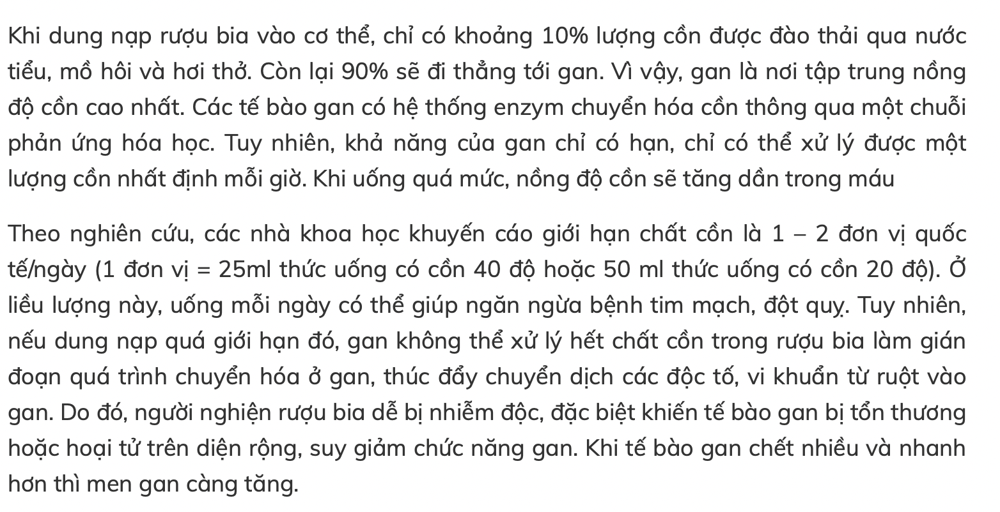 Khi dung nạp rượu bia vào cơ thể, chỉ có khoảng 10% lượng cồn được đào thải qua nước
tiểu, mồ hôi và hơi thở. Còn lại 90% sẽ đi thẳng tới gan. Vì vậy, gan là nơi tập trung nồng
độ cồn cao nhất. Các tế bào gan có hệ thống enzym chuyển hóa cồn thông qua một chuỗi
phản ứng hóa học. Tuy nhiên, khả năng của gan chỉ có hạn, chỉ có thể xử lý được một
lượng cồn nhất định mỗi giờ. Khi uống quá mức, nồng độ cồn sẽ tăng dần trong máu
Theo nghiên cứu, các nhà khoa học khuyến cáo giới hạn chất cồn là 1 – 2 đơn vị quốc
tế/ngày (1 đơn vị = 25ml thức uống có cồn 40 độ hoặc 50 ml thức uống có cồn 20 độ). Ở
liều lượng này, uống mỗi ngày có thể giúp ngăn ngừa bệnh tim mạch, đột quỵ. Tuy nhiên,
nếu dung nạp quá giới hạn đó, gan không thể xử lý hết chất cồn trong rượu bia làm gián
đoạn quá trình chuyển hóa ở gan, thúc đẩy chuyển dịch các độc tố, vi khuẩn từ ruột vào
gan. Do đó, người nghiện rượu bia dễ bị nhiễm độc, đặc biệt khiến tế bào gan bị tổn thương
hoặc hoại tử trên diện rộng, suy giảm chức năng gan. Khi tế bào gan chết nhiều và nhanh
hơn thì men gan càng tăng.